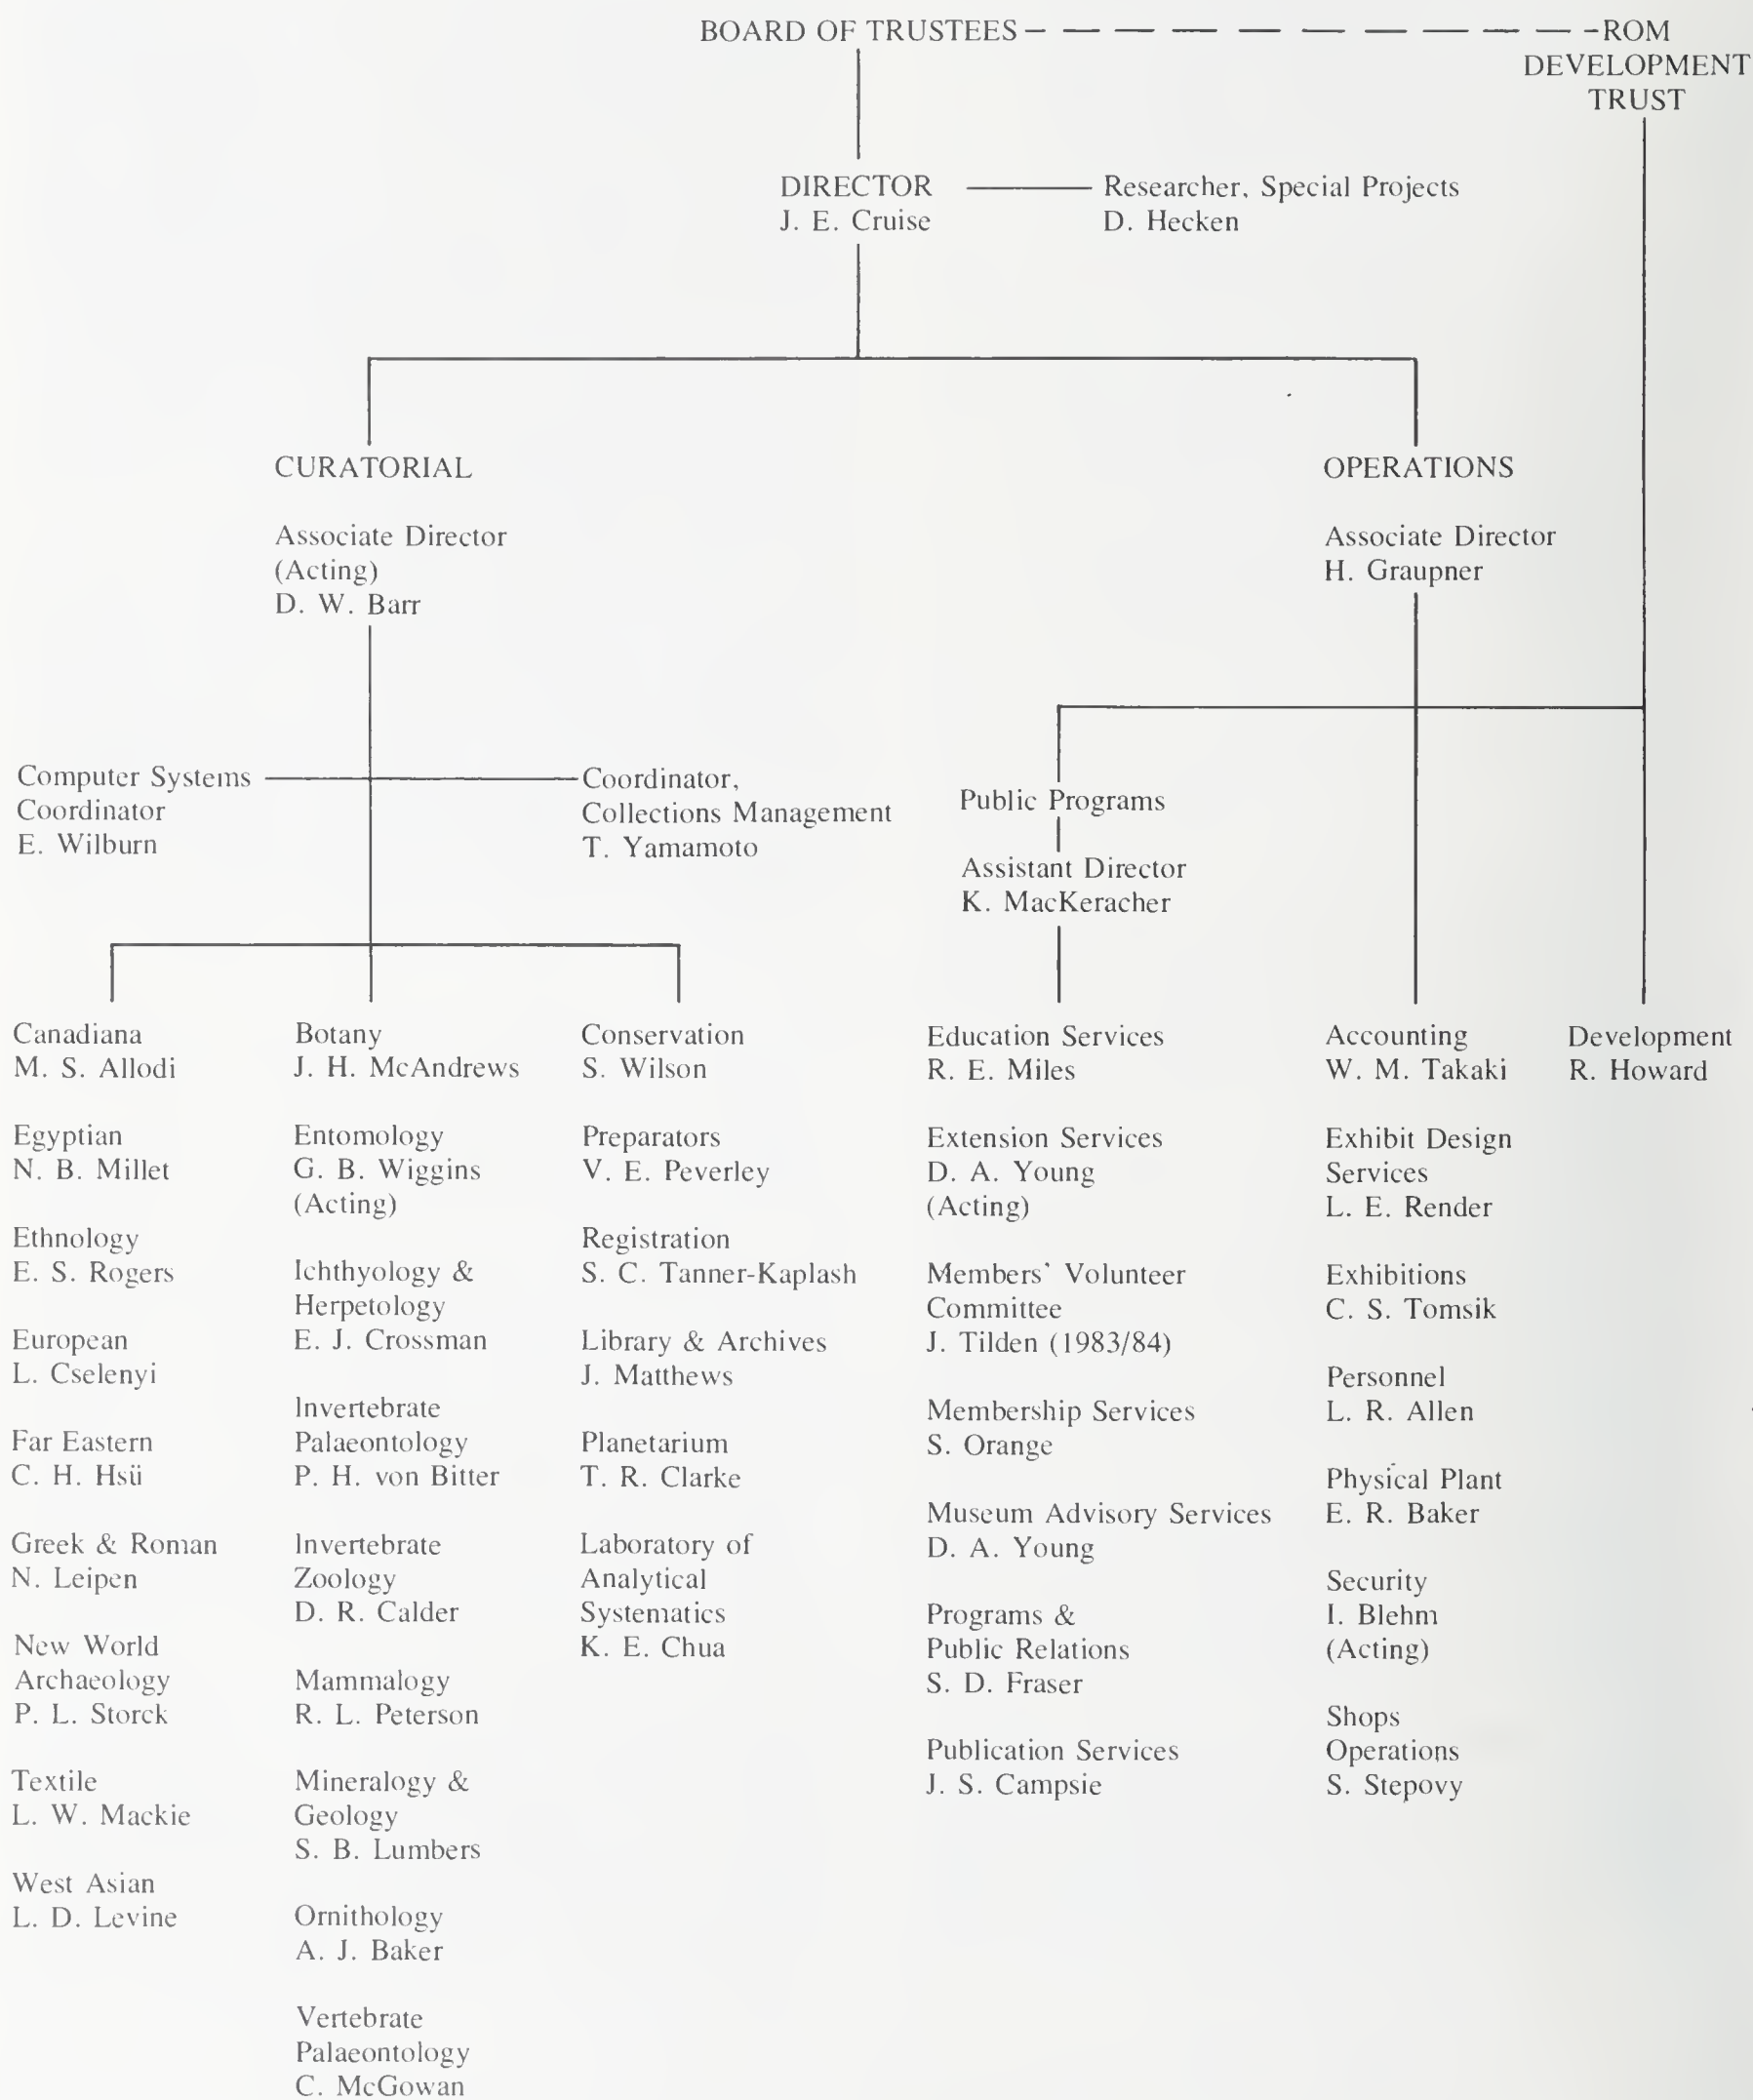 BOARD OF TRUSTEES
ROM
DEVELOPMENT
TRUST
DIRECTOR
J. E. Cruise
Researcher, Special Projects
D. Hecken
CURATORIAL
Associate Director
(Acting)
D. W. Barr
OPERATIONS
Associate Director
H. Graupner
Computer Systems
Coordinator
E. Wilburn
Coordinator,
Collections Management
T. Yamamoto
Public Programs
Assistant Director
K. MacKeracher
Canadiana
M. S. Allodi
Egyptian
N. B. Millet
Ethnology
E. S. Rogers
European
L. Cselenyi
Far Eastern
C. H. Hsü
Greek & Roman
N. Leipen
New World
Archaeology
P. L. Storck
Textile
L. W. Mackie
West Asian
L. D. Levine
Botany
J. H. McAndrews
Entomology
G. B. Wiggins
(Acting)
Ichthyology &
Herpetology
E. J. Crossman
Invertebrate
Palaeontology
P. H. von Bitter
Invertebrate
Zoology
D. R. Calder
Mammalogy
R. L. Peterson
Mineralogy &
Geology
S. B. Lumbers
Ornithology
A. J. Baker
Vertebrate
Palaeontology
C. McGowan
Conservation
S. Wilson
Preparators
V. E. Peverley
Registration
S. C. Tanner-Kaplash
Library & Archives
J. Matthews
Planetarium
T. R. Clarke
Laboratory of
Analytical
Systematics
K. E. Chua
Education Services
R. E. Miles
Extension Services
D. A. Young
(Acting)
Members' Volunteer
Committee
J. Tilden (1983/84)
Membership Services
S. Orange
Museum Advisory Services
D. A. Young
Programs &
Public Relations
S. D. Fraser
Publication Services
J. S. Campsie
Accounting
W. M. Takaki
Exhibit Design
Services
L. E. Render
Exhibitions
C. S. Tomsik
Personnel
L. R. Allen
Physical Plant
E. R. Baker
Security
I. Blehm
(Acting)
Shops
Operations
S. Stepovy
Development
R. Howard